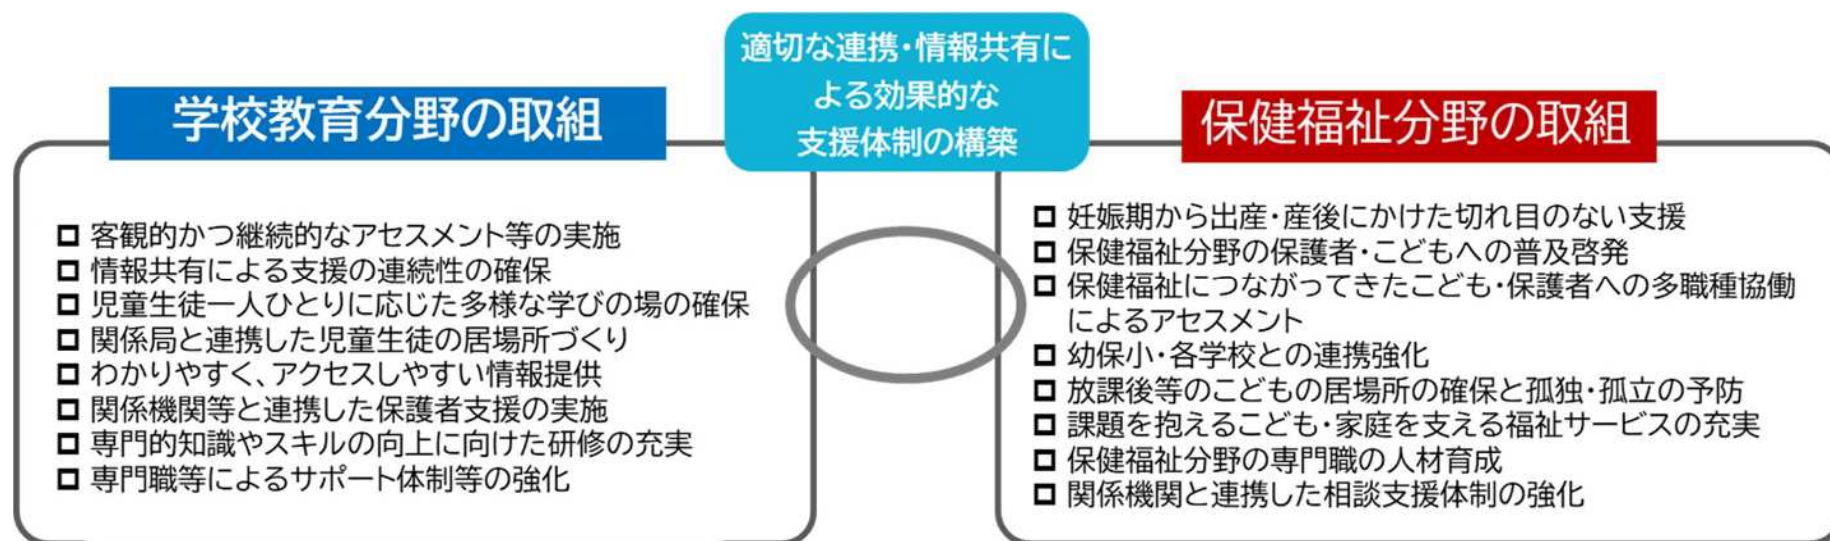 適切な連携・情報共有に
よる効果的な
支援体制の構築
学校教育分野の取組
□ 客観的かつ継続的なアセスメント等の実施
□ 情報共有による支援の連続性の確保
□ 児童生徒一人ひとりに応じた多様な学びの場の確保
□ 関係局と連携した児童生徒の居場所づくり
□ わかりやすく、アクセスしやすい情報提供
□ 関係機関等と連携した保護者支援の実施
□ 専門的知識やスキルの向上に向けた研修の充実
□ 専門職等によるサポート体制等の強化
保健福祉分野の取組
□ 妊娠期から出産・産後にかけた切れ目のない支援
□ 保健福祉分野の保護者・こどもへの普及啓発
□ 保健福祉につながってきたこども・保護者への多職種協働
によるアセスメント
□ 幼保小・各学校との連携強化
□ 放課後等のこどもの居場所の確保と孤独・孤立の予防
□ 課題を抱えるこども・家庭を支える福祉サービスの充実
□ 保健福祉分野の専門職の人材育成
□ 関係機関と連携した相談支援体制の強化